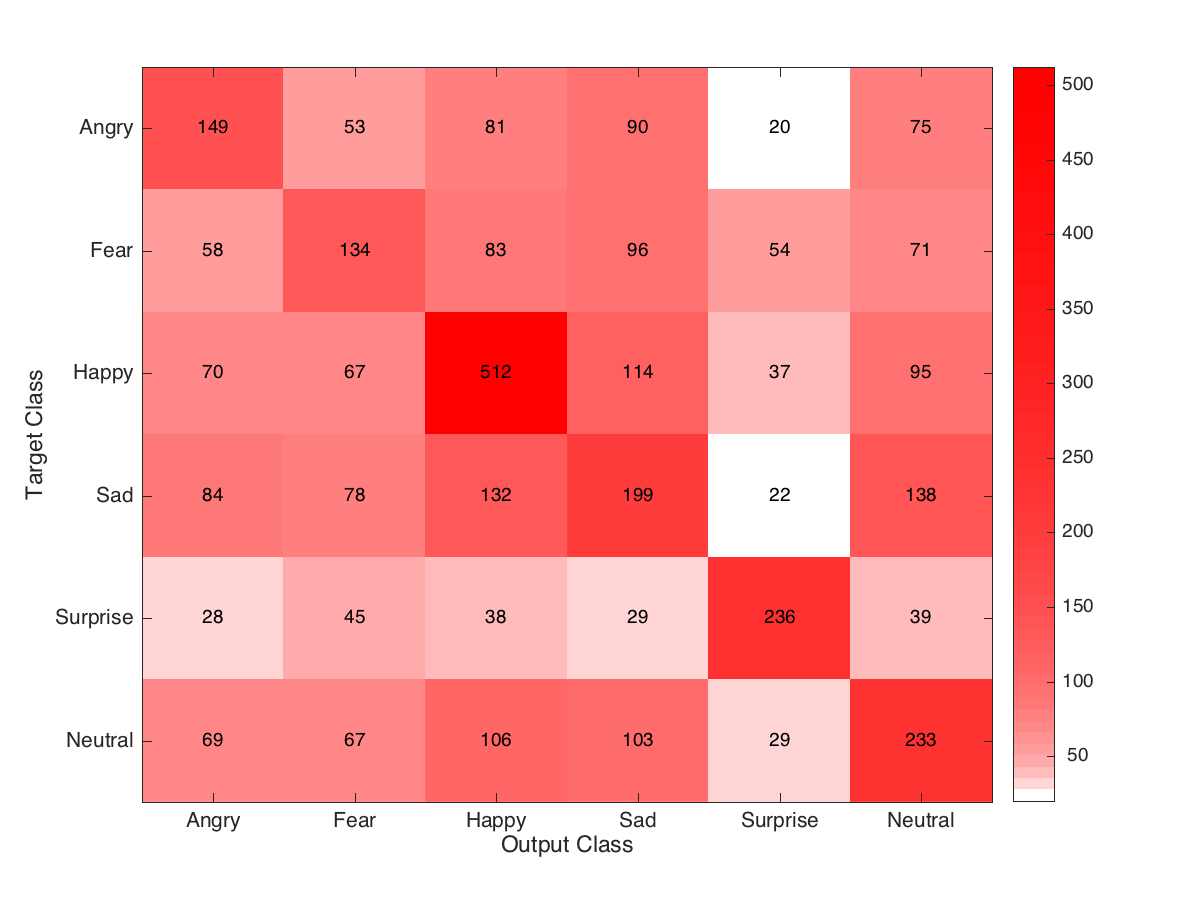 Angry 149 53 81 90 20 75
Fear 58 134 83 96 54 71
Happy 70 67 512 114 37 95
Sad 84 78 132 199 22 138
Surprise 28 45 38 29 236 39
Neutral 69 67 106 103 29 233
Angry Fear Happy Sad Surprise Neutral
Output Class
Target Class
500
450
400
350
300
250
200
150
100
50